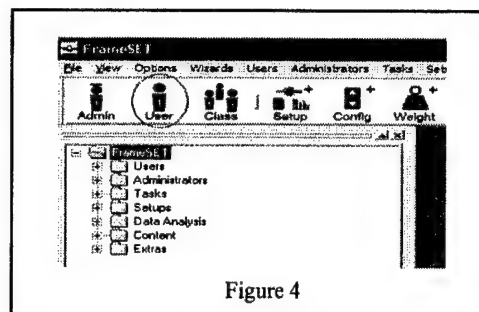 FrameSET
File View Options Wizards Users Administrators Tasks Set
Admin User Class Setup Config Weight
FrameSET
Users
Administrators
Tasks
Setups
Data Analysis
Content
Extras
Figure 4